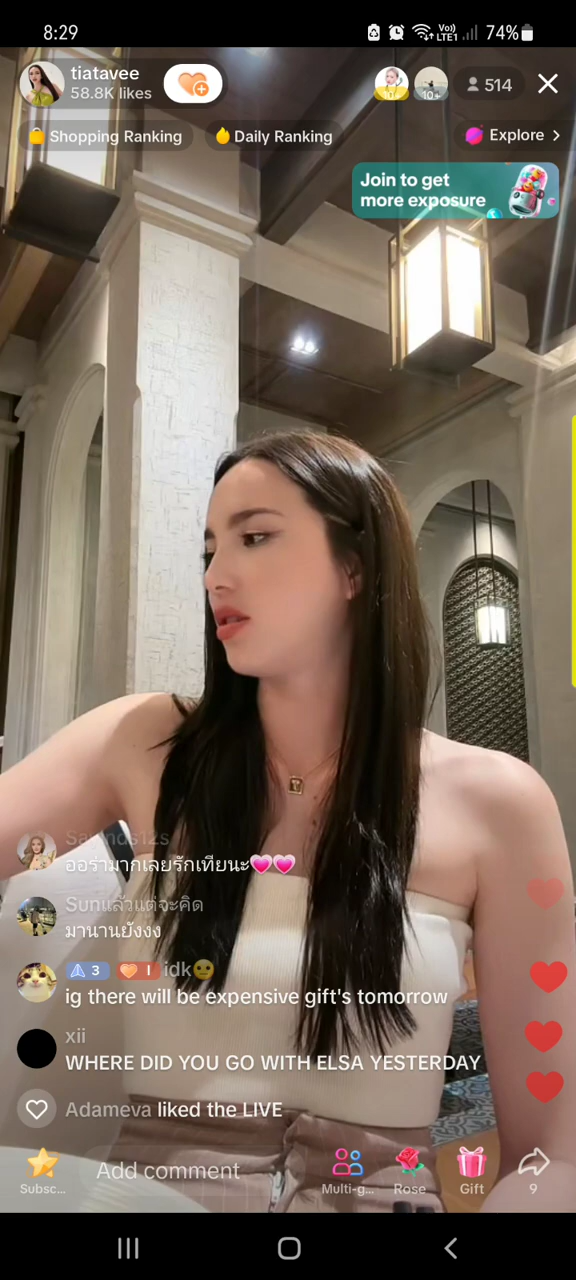 8:29
Vo))
LTE1
74%
tiatavee
58.8K likes
10+
514
Shopping Ranking
Daily Ranking
Explore
Join to get
more exposure
ออร่ามากเลยรักเทียนะ💗💗
Sunแล้วแต่จะคิด
มานานยังงง
3
I
idk😐
ig there will be expensive gift's tomorrow
xii
WHERE DID YOU GO WITH ELSA YESTERDAY
Adameva liked the LIVE
Subsc...
Add comment
Multi-g...
Rose
Gift
9